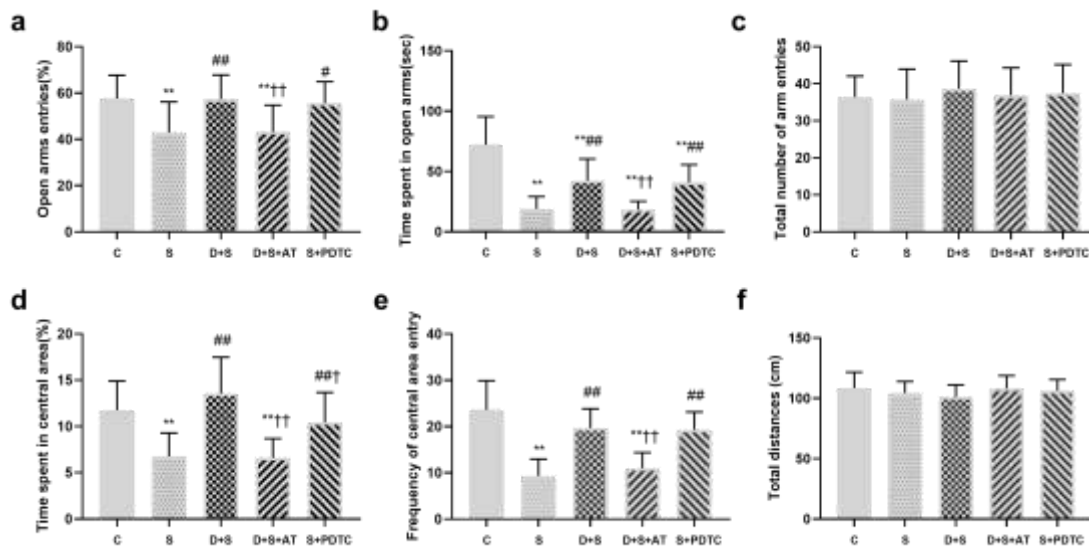 a
Open arms entries(%)
80
60
40
20
0
**
##
**††
#
C S D+S D+S+AT S+PDTC
b
Time spent in open arms(sec)
150
100
50
0
**
**##
**††
**##
C S D+S D+S+AT S+PDTC
c
Total number of arm entries
50
40
30
20
10
0
C S D+S D+S+AT S+PDTC
d
Time spent in central area(%)
20
15
10
5
0
**
##
**††
##†
C S D+S D+S+AT S+PDTC
e
Frequency of central area entry
40
30
20
10
0
**
##
**††
##
C S D+S D+S+AT S+PDTC
f
Total distances (cm)
150
100
50
0
C S D+S D+S+AT S+PDTC